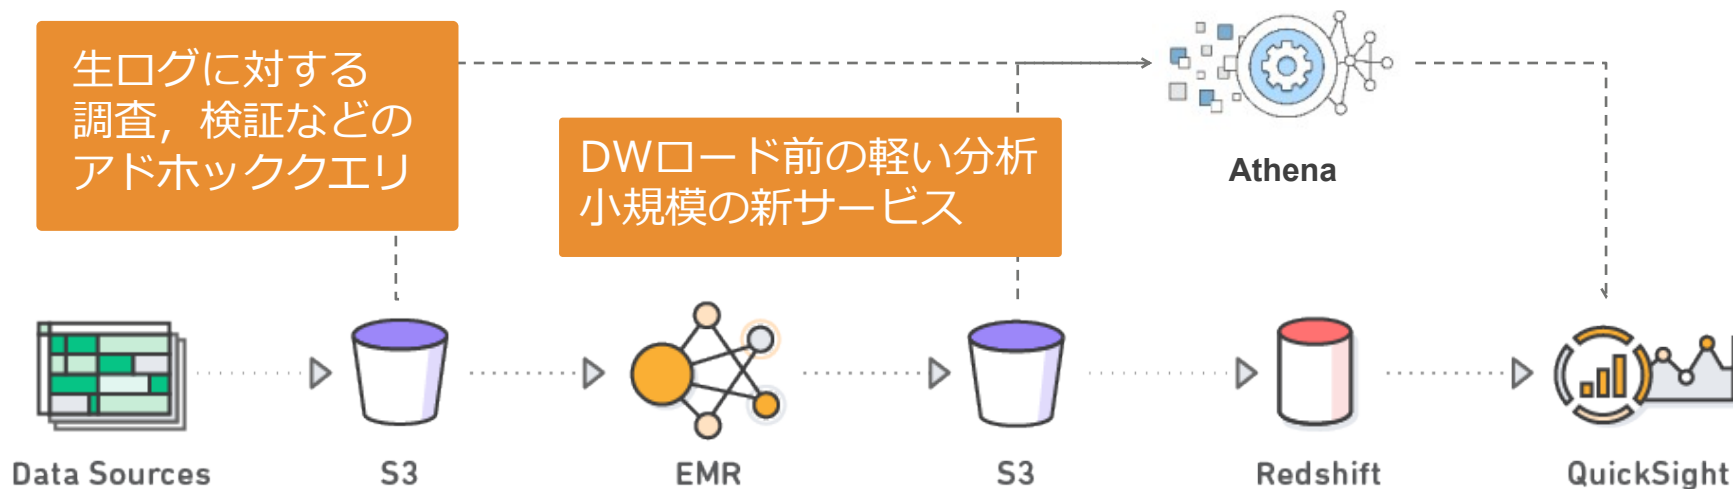 生ログに対する
調査，検証などの
アドホッククエリ
DWロード前の軽い分析
小規模の新サービス
Athena
Data Sources
S3
EMR
S3
Redshift
QuickSight